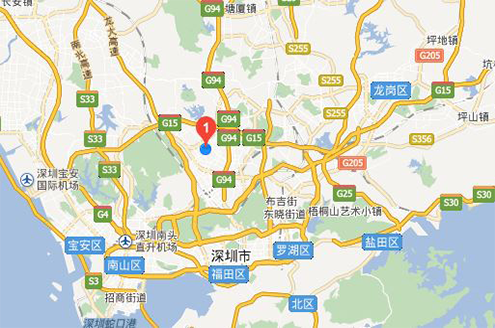 长安镇
龙大高速
G94
塘厦镇
南光高速
S255
坪地镇
G205
G94
S255
坑
S33
龙岗区
G15
1
G94
S255
坪山镇
S33
G94
G15
S356
深圳宝安
国际机场
G205
G94
G25
S30
S30
G4
布吉街
东晓街道
梧桐山艺术小镇
宝安区
深圳南头
直升机场
深圳市
罗湖区
盐田区
南山区
福田区
S3
招商街道
北区
深圳蛇口港